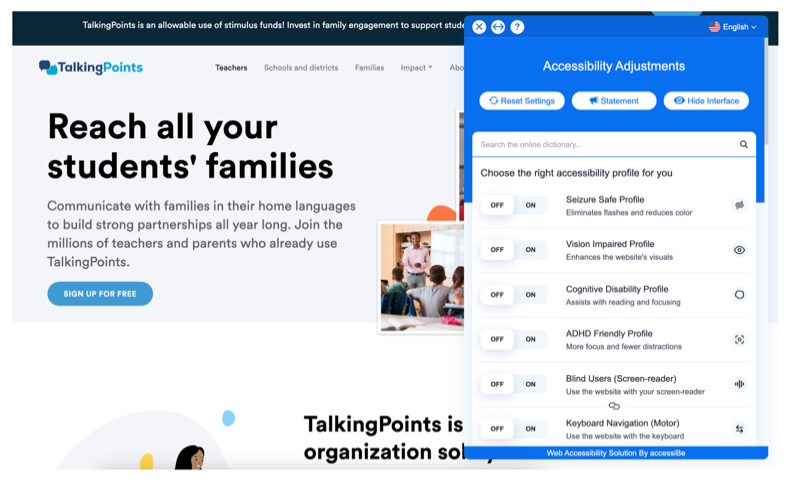 TalkingPoints is an allowable use of stimulus funds! Invest in family engagement to support stude
TalkingPoints
Teachers Schools and districts Families Impact Abo
Reach all your
students' families
Communicate with families in their home languages
to build strong partnerships all year long. Join the
millions of teachers and parents who already use
TalkingPoints.
SIGN UP FOR FREE
TalkingPoints is
organization
English
Accessibility Adjustments
Reset Settings Statement Hide Interface
Search the online dictionary...
Choose the right accessibility profile for you
OFF ON Seizure Safe Profile
Eliminates flashes and reduces color
OFF ON Vision Impaired Profile
Enhances the website's visuals
OFF ON Cognitive Disability Profile
Assists with reading and focusing
OFF ON ADHD Friendly Profile
More focus and fewer distractions
OFF ON Blind Users (Screen-reader)
Use the website with your screen-reader
OFF ON Keyboard Navigation (Motor)
Use the website with the keyboard
Web Accessibility Solution By accessiBe